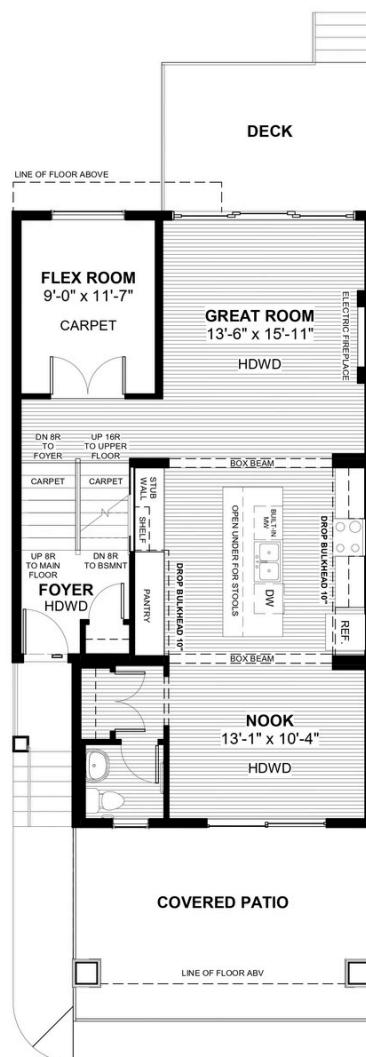 DECK
LINE OF FLOOR ABOVE
FLEX ROOM
9'-0" x 11'-7"
CARPET
GREAT ROOM
13'-6" x 15'-11"
HDWD
ELECTRIC FIREPLACE
DN 8R
TO
FOYER
UP 16R
TO UPPER
FLOOR
CARPET
CARPET
STUB
WALL
SHELF
BOX BEAM
OPEN UNDER FOR STOOLS
BUILT-IN
MW
DW
DROP BULKHEAD 10"
DROP BULKHEAD 10"
REF.
UP 8R
TO MAIN
FLOOR
DN 8R
TO BSMNT
FOYER
HDWD
PANTRY
BOX BEAM
NOOK
13'-1" x 10'-4"
HDWD
COVERED PATIO
LINE OF FLOOR ABV